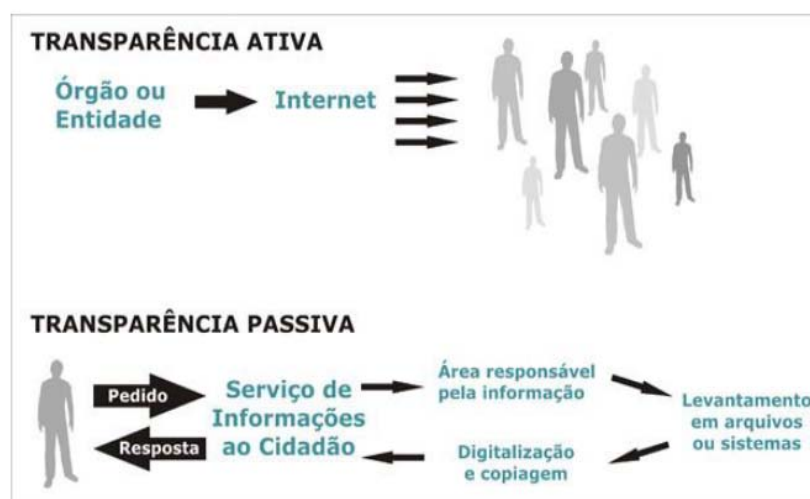 TRANSPARÊNCIA ATIVA
Órgão ou
Entidade
Internet
TRANSPARÊNCIA PASSIVA
Pedido
Resposta
Serviço de
Informações
ao Cidadão
Área responsável
pela informação
Levantamento
em arquivos
ou sistemas
Digitalização
e copiagem